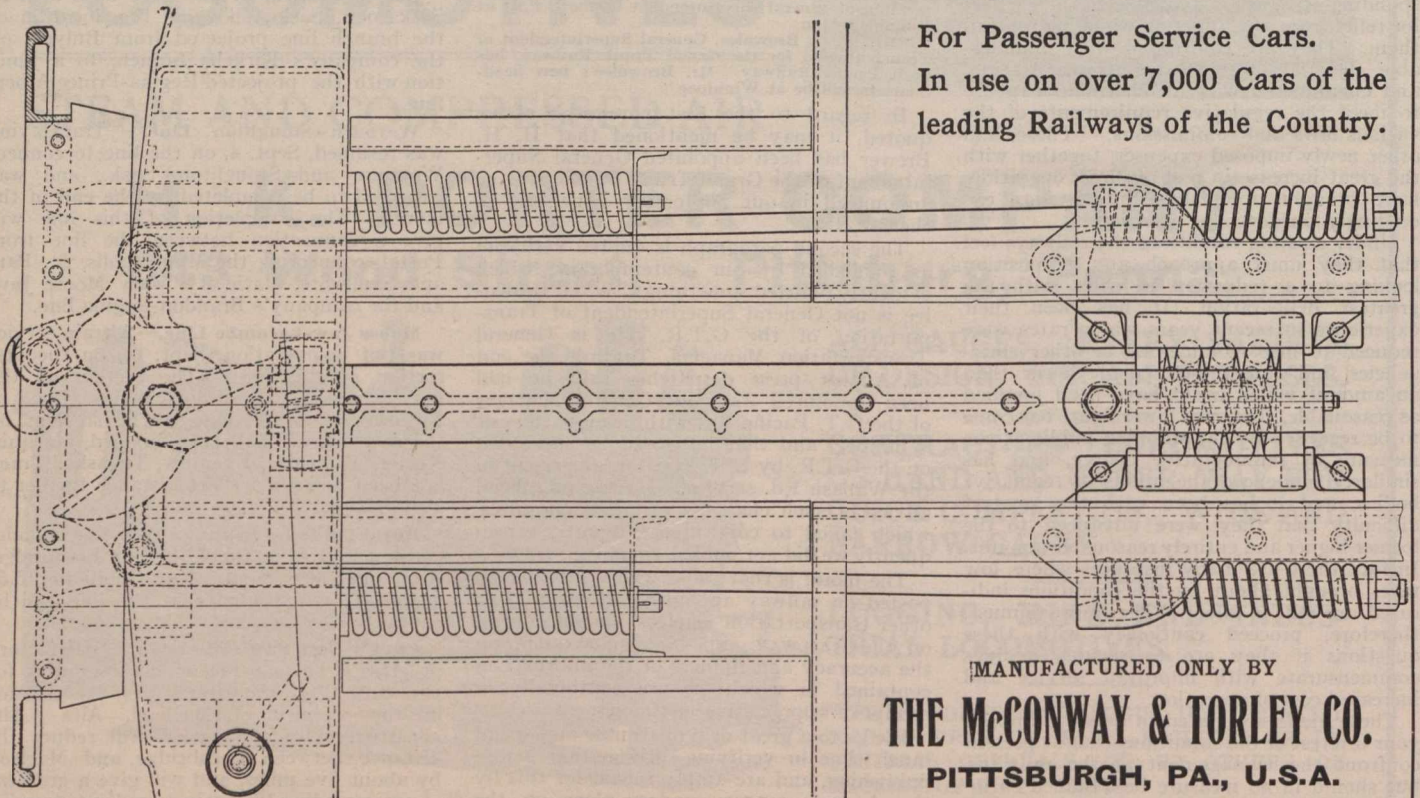 For Passenger Service Cars.
In use on over 7,000 Cars of the
leading Railways of the Country.
MANUFACTURED ONLY BY
THE McCONWAY & TORLEY CO.
PITTSBURGH, PA., U.S.A.